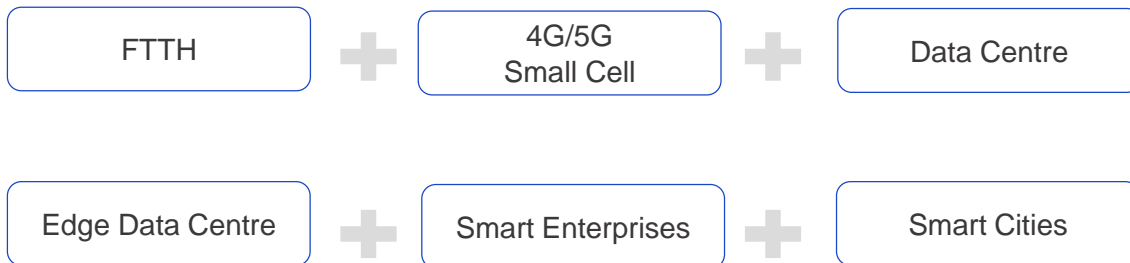 FTTH
4G/5G
Small Cell
Data Centre
Edge Data Centre
Smart Enterprises
Smart Cities